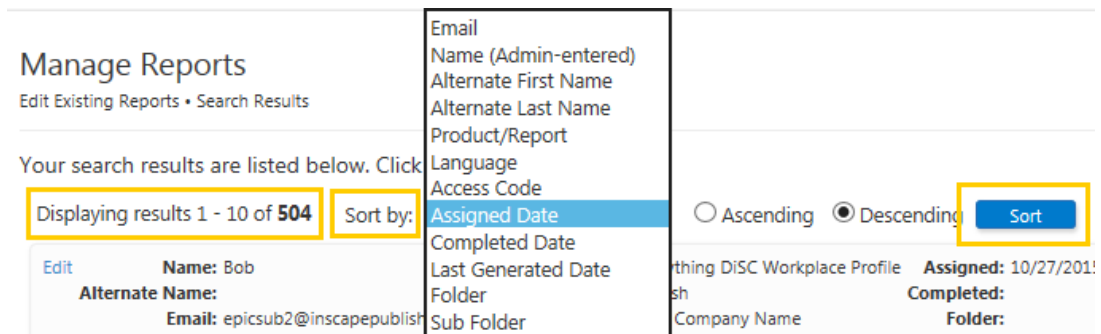 Manage Reports
Edit Existing Reports • Search Results
Your search results are listed below. Click
Displaying results 1 - 10 of 504
Sort by:
Email
Name (Admin-entered)
Alternate First Name
Alternate Last Name
Product/Report
Language
Access Code
Assigned Date
Completed Date
Last Generated Date
Folder
Sub Folder
Ascending Descending Sort
Edit Name: Bob
Alternate Name:
Email: epicsub2@inscapepublish
DiSC Workplace Profile Assigned: 10/27/2015
Completed:
Company Name Folder: